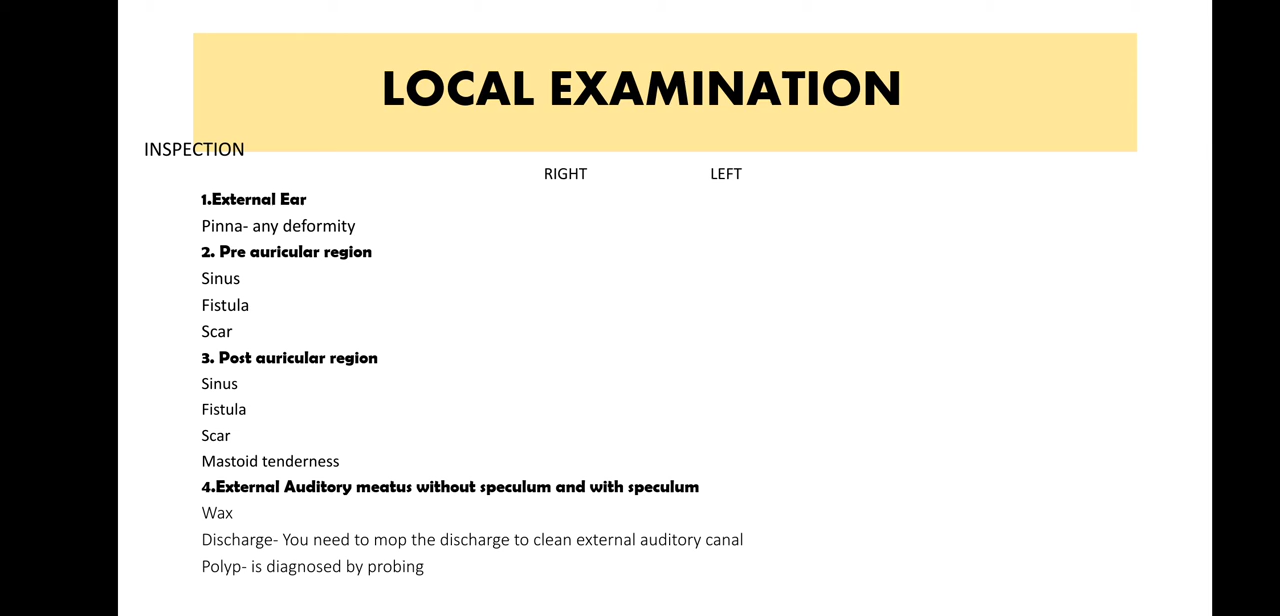 LOCAL EXAMINATION
INSPECTION
RIGHT LEFT
1.External Ear
Pinna- any deformity
2. Pre auricular region
Sinus
Fistula
Scar
3. Post auricular region
Sinus
Fistula
Scar
Mastoid tenderness
4.External Auditory meatus without speculum and with speculum
Wax
Discharge- You need to mop the discharge to clean external auditory canal
Polyp- is diagnosed by probing